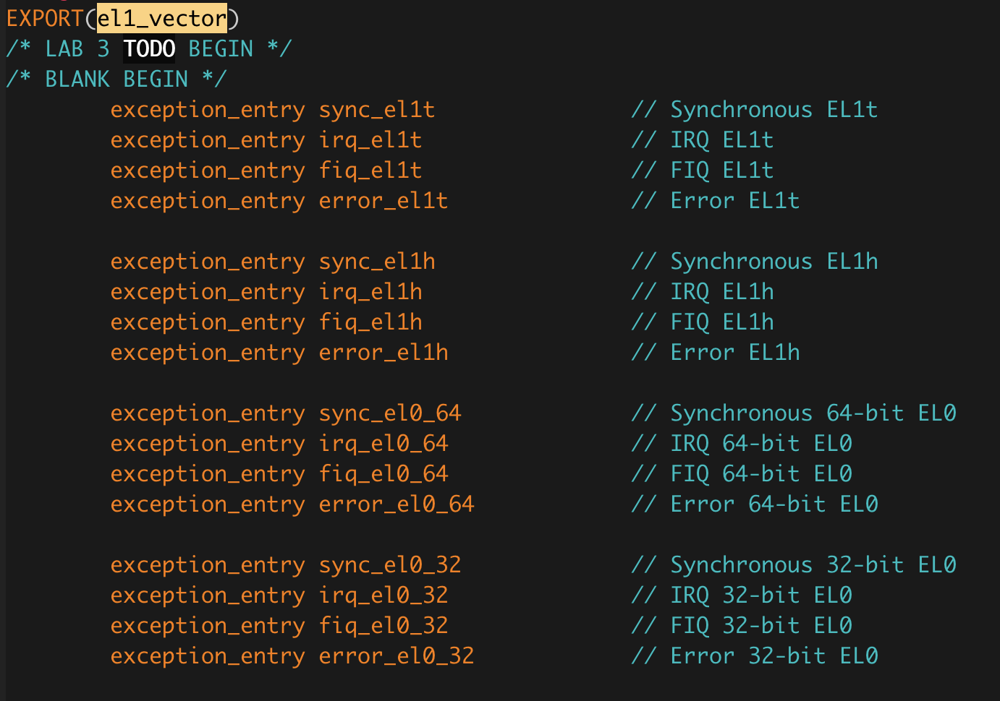 EXPORT(el1_vector)
/* LAB 3 TODO BEGIN */
/* BLANK BEGIN */
exception_entry sync_el1t // Synchronous EL1t
exception_entry irq_el1t // IRQ EL1t
exception_entry fiq_el1t // FIQ EL1t
exception_entry error_el1t // Error EL1t
exception_entry sync_el1h // Synchronous EL1h
exception_entry irq_el1h // IRQ EL1h
exception_entry fiq_el1h // FIQ EL1h
exception_entry error_el1h // Error EL1h
exception_entry sync_el0_64 // Synchronous 64-bit EL0
exception_entry irq_el0_64 // IRQ 64-bit EL0
exception_entry fiq_el0_64 // FIQ 64-bit EL0
exception_entry error_el0_64 // Error 64-bit EL0
exception_entry sync_el0_32 // Synchronous 32-bit EL0
exception_entry irq_el0_32 // IRQ 32-bit EL0
exception_entry fiq_el0_32 // FIQ 32-bit EL0
exception_entry error_el0_32 // Error 32-bit EL0